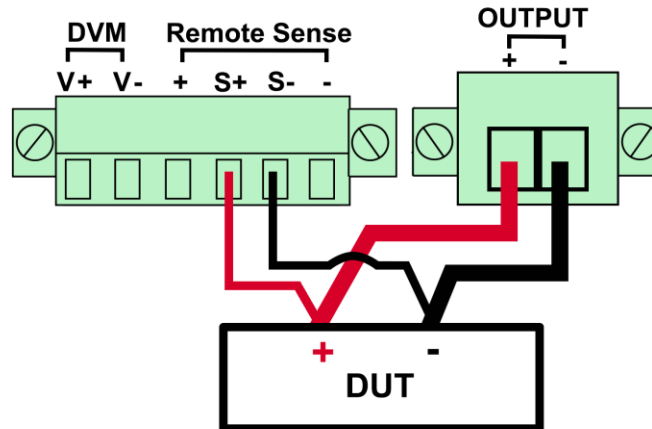 DVM Remote Sense
V+ V- + S+ S- -
OUTPUT
+ -
+ -
DUT